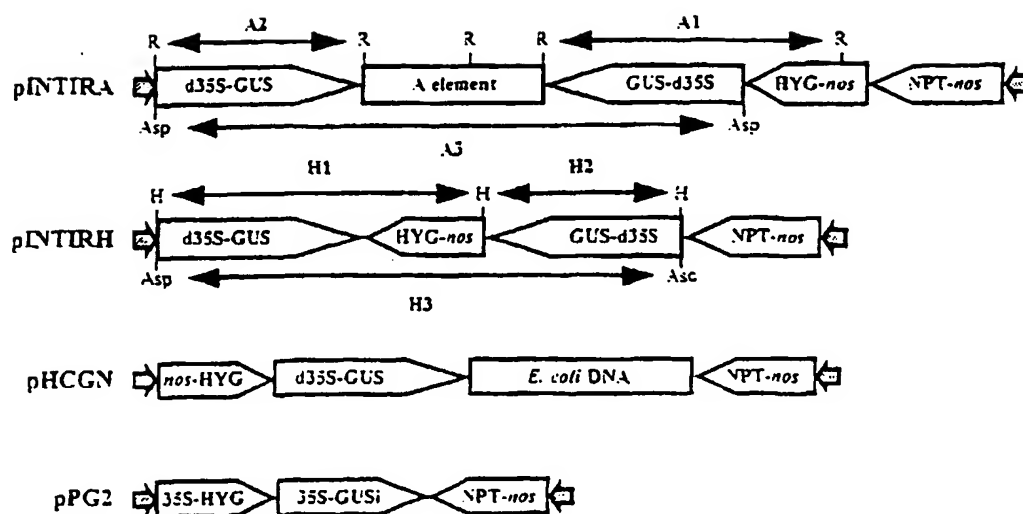 A2 A1
R R R R R
pINTIRA d35S-GUS A element GUS-d35S HYG-nos NPT-nos
Asp Asp
A3
H1 H2
H H H
pINTIRH d35S-GUS HYG-nos GUS-d35S NPT-nos
Asp Asc
H3
pHCGN nos-HYG d35S-GUS E. coli DNA NPT-nos
pPG2 35S-HYG 35S-GUSi NPT-nos